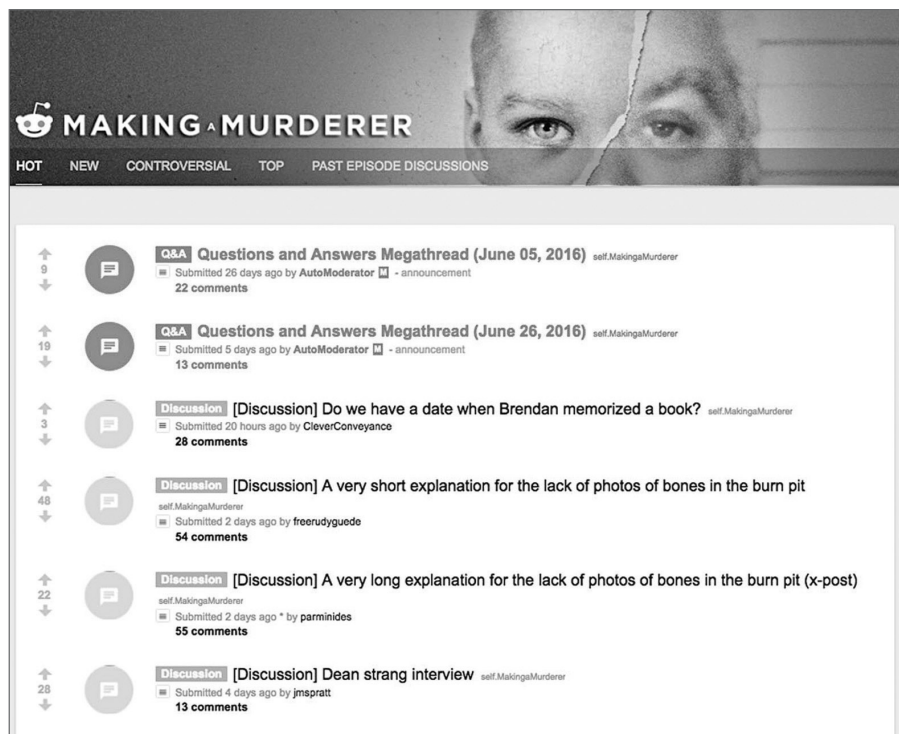 MAKING A MURDERER
HOT NEW CONTROVERSIAL TOP PAST EPISODE DISCUSSIONS
9
Q&A Questions and Answers Megathread (June 05, 2016) self.MakingaMurderer
Submitted 26 days ago by AutoModerator M - announcement
22 comments
19
Q&A Questions and Answers Megathread (June 26, 2016) self.MakingaMurderer
Submitted 5 days ago by AutoModerator M - announcement
13 comments
3
Discussion [Discussion] Do we have a date when Brendan memorized a book? self.MakingaMurderer
Submitted 20 hours ago by CleverConveyance
28 comments
48
Discussion [Discussion] A very short explanation for the lack of photos of bones in the burn pit
self.MakingaMurderer
Submitted 2 days ago by freerudyguede
54 comments
22
Discussion [Discussion] A very long explanation for the lack of photos of bones in the burn pit (x-post)
self.MakingaMurderer
Submitted 2 days ago * by parminides
55 comments
28
Discussion [Discussion] Dean strang interview self.MakingaMurderer
Submitted 4 days ago by jmspratt
13 comments